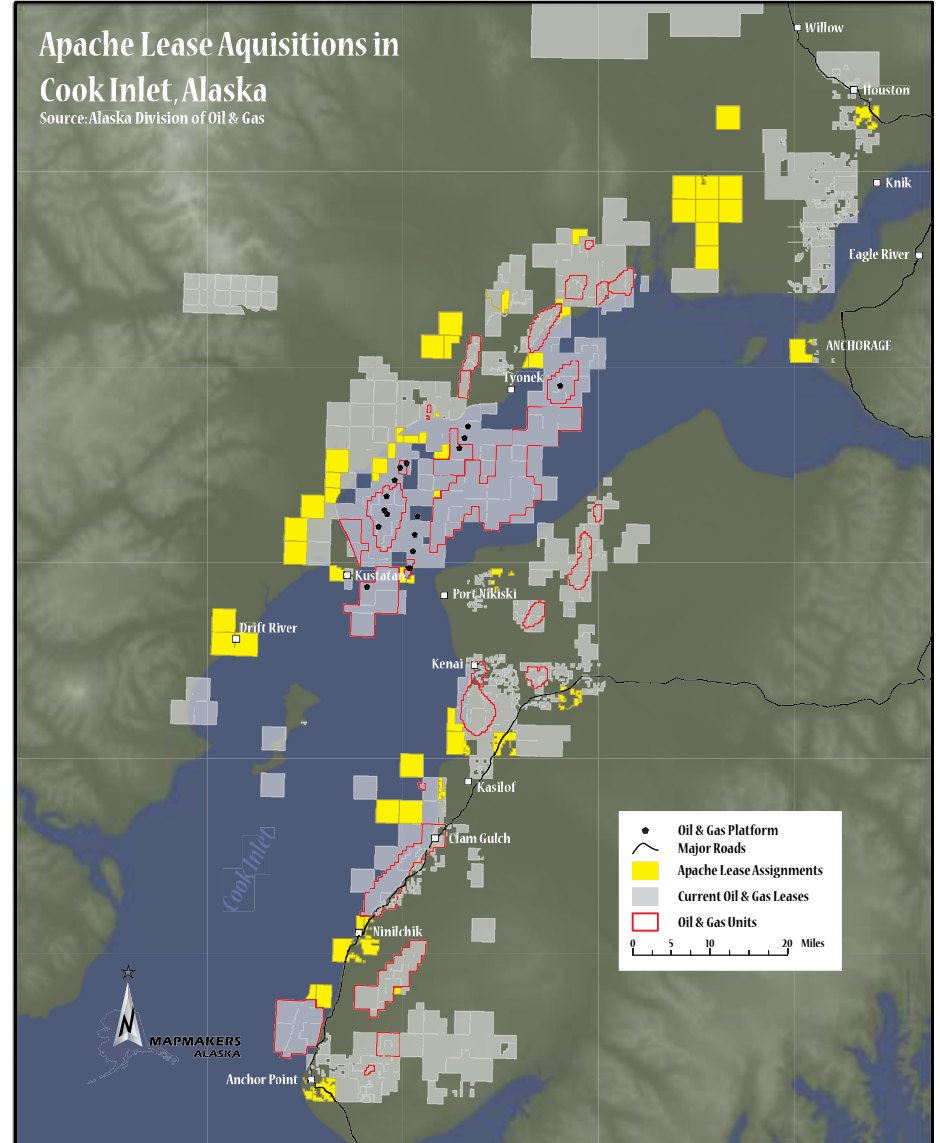 Apache Lease Aquisitions in
Cook Inlet, Alaska
Source: Alaska Division of Oil & Gas
Willow
Houston
Knik
Eagle River
ANCHORAGE
Tyonek
Kustatan
Port Nikiski
Drift River
Kenai
Kasilof
Clam Gulch
Cook Inlet
Ninilchik
Anchor Point
Oil & Gas Platform
Major Roads
Apache Lease Assignments
Current Oil & Gas Leases
Oil & Gas Units
0 5 10 20 Miles
N
MAPMAKERS
ALASKA